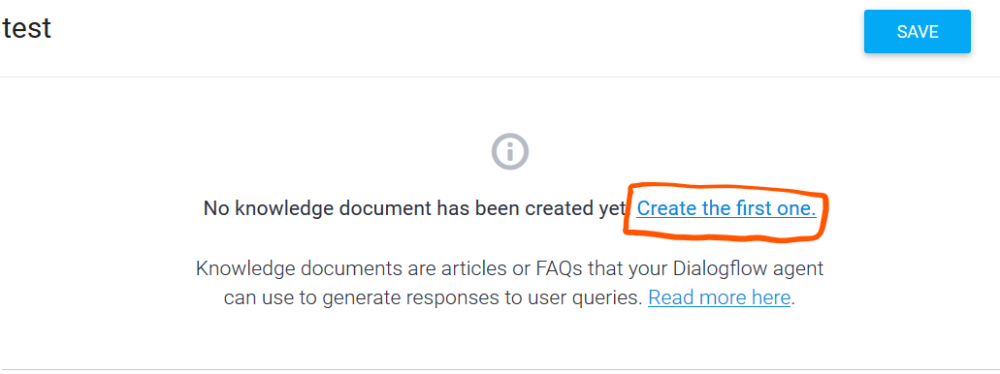 test
SAVE
No knowledge document has been created yet. Create the first one.
Knowledge documents are articles or FAQs that your Dialogflow agent
can use to generate responses to user queries. Read more here.